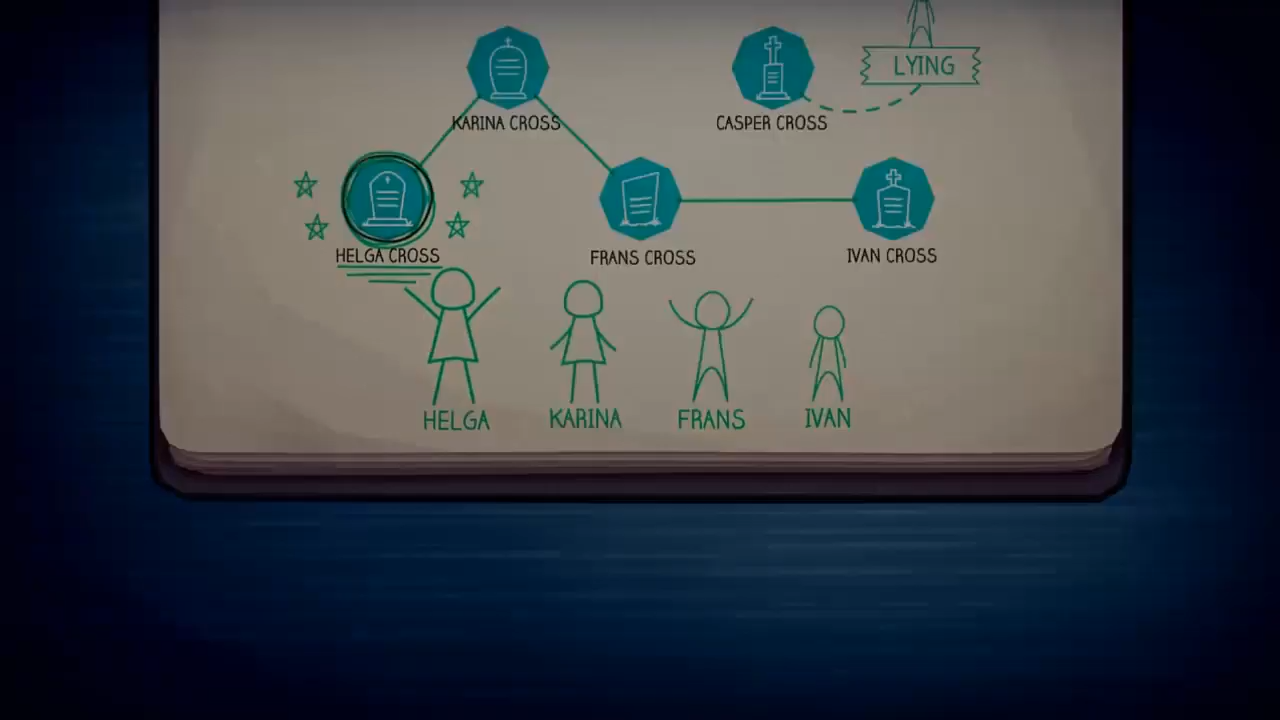 LYING
KARINA CROSS
CASPER CROSS
HELGA CROSS
FRANS CROSS
IVAN CROSS
HELGA
KARINA
FRANS
IVAN